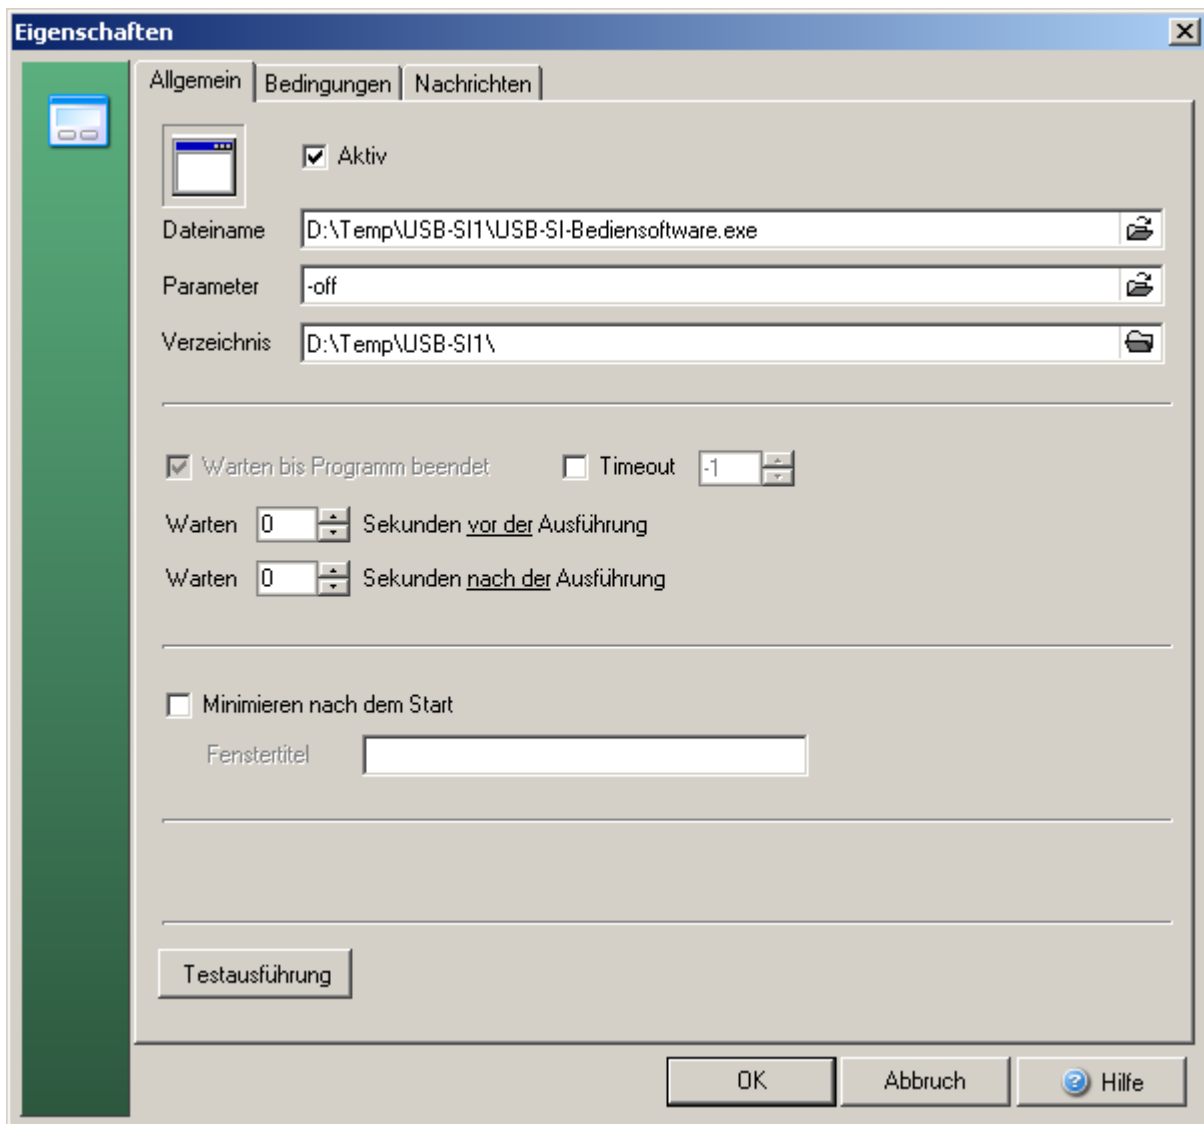 Eigenschaften
Allgemein Bedingungen Nachrichten
Aktiv
Dateiname D:\Temp\USB-SI1\USB-SI-Bediensoftware.exe
Parameter -off
Verzeichnis D:\Temp\USB-SI1\
Warten bis Programm beendet Timeout -1
Warten 0 Sekunden vor der Ausführung
Warten 0 Sekunden nach der Ausführung
Minimieren nach dem Start
Fenstertitel
Testausführung
OK Abbruch Hilfe